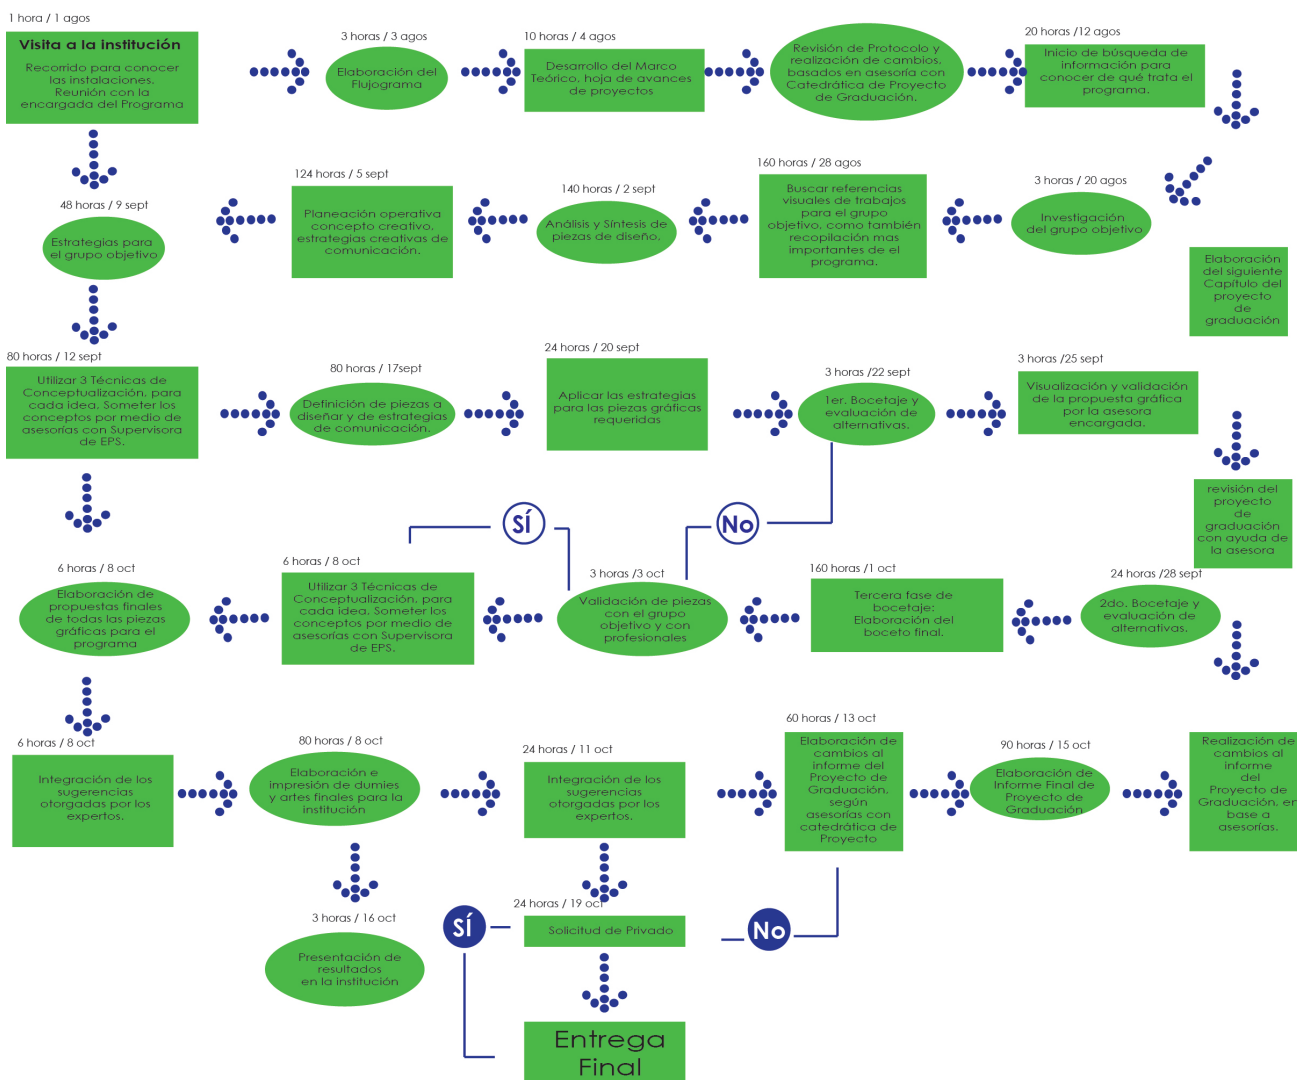 1 hora / 1 agos
Visita a la institución
Recorrido para conocer
las instalaciones.
Reunión con la
encargada del Programa
3 horas / 3 agos
Elaboración del
Flujograma
10 horas / 4 agos
Desarrollo del Marco
Teórico, hoja de avances
de proyectos
Revisión de Protocolo y
realización de cambios,
basados en asesoría con
Catedrática de Proyecto
de Graduación.
20 horas /12 agos
Inicio de búsqueda de
información para
conocer de qué trata el
programa.
Elaboración
del siguiente
Capítulo del
proyecto
de
graduación
3 horas / 20 agos
Investigación
del grupo objetivo
160 horas / 28 agos
Buscar referencias
visuales de trabajos
para el grupo
objetivo, como también
recopilación mas
importantes de el
programa.
140 horas / 2 sept
Análisis y Síntesis de
piezas de diseño.
124 horas / 5 sept
Planeación operativa
concepto creativo,
estrategias creativas de
comunicación.
48 horas / 9 sept
Estrategias para
el grupo objetivo
80 horas / 12 sept
Utilizar 3 Técnicas de
Conceptualización, para
cada idea. Someter los
conceptos por medio de
asesorías con Supervisora
de EPS.
80 horas / 17sept
Definición de piezas a
diseñar y de estrategias
de comunicación.
24 horas / 20 sept
Aplicar las estrategias
para las piezas gráficas
requeridas
3 horas /22 sept
1er. Bocetaje y
evaluación de
alternativas.
3 horas /25 sept
Visualización y validación
de la propuesta gráfica
por la asesora
encargada.
revisión del
proyecto
de
graduación
con ayuda de
la asesora
SÍ
No
24 horas /28 sept
2do. Bocetaje y
evaluación de
alternativas.
160 horas /1 oct
Tercera fase de
bocetaje:
Elaboración del
boceto final.
3 horas /3 oct
Validación de piezas
con el grupo
objetivo y con
profesionales
6 horas / 8 oct
Utilizar 3 Técnicas de
Conceptualización, para
cada idea. Someter los
conceptos por medio de
asesorías con Supervisora
de EPS.
6 horas / 8 oct
Elaboración de
propuestas finales
de todas las piezas
gráficas para el
programa
6 horas / 8 oct
Integración de los
sugerencias
otorgadas por los
expertos.
80 horas / 8 oct
Elaboración e
impresión de dumies
y artes finales para la
institución
24 horas / 11 oct
Integración de los
sugerencias
otorgadas por los
expertos.
60 horas / 13 oct
Elaboración de
cambios al
informe del
Proyecto de
Graduación,
según
asesorías con
catedrática de
Proyecto
90 horas / 15 oct
Elaboración de
Informe Final de
Proyecto de
Graduación
Realización de
cambios al
informe
del
Proyecto de
Graduación, en
base a
asesorías.
3 horas / 16 oct
Presentación de
resultados
en la institución
SÍ
24 horas / 19 oct
Solicitud de Privado
No
Entrega
Final